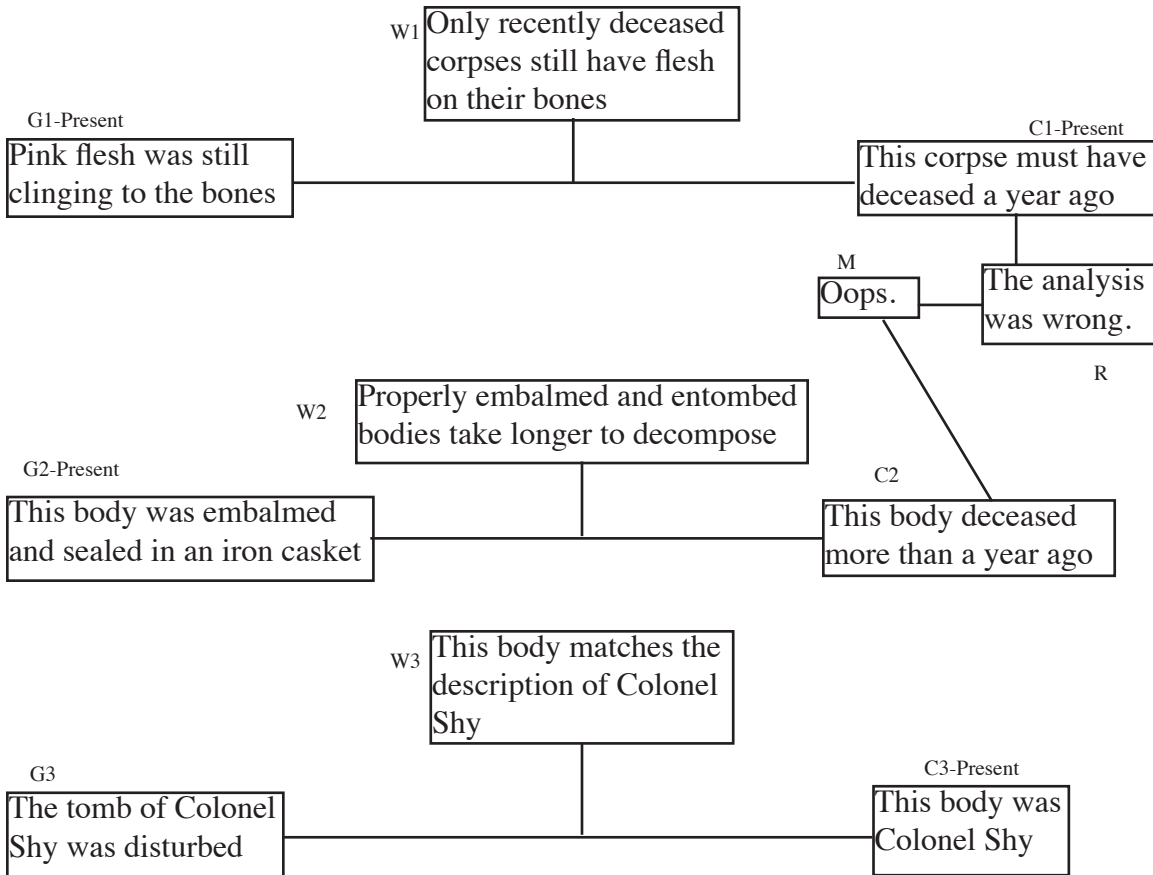 W1
Only recently deceased
corpses still have flesh
on their bones
G1-Present
Pink flesh was still
clinging to the bones
C1-Present
This corpse must have
deceased a year ago
M
Oops.
The analysis
was wrong.
R
W2
Properly embalmed and entombed
bodies take longer to decompose
G2-Present
This body was embalmed
and sealed in an iron casket
C2
This body deceased
more than a year ago
W3
This body matches the
description of Colonel
Shy
G3
The tomb of Colonel
Shy was disturbed
C3-Present
This body was
Colonel Shy